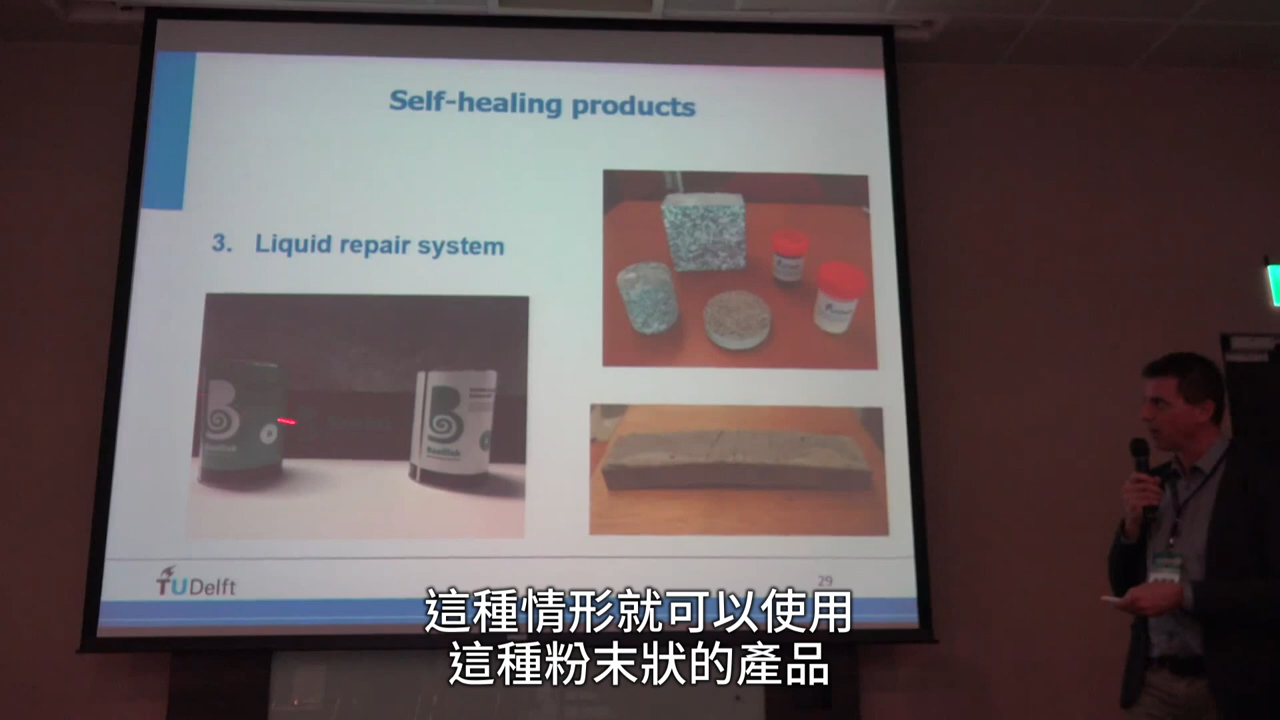 Self-healing products
3. Liquid repair system
B
B
TUDelft
29
這種情形就可以使用
這種粉末狀的產品